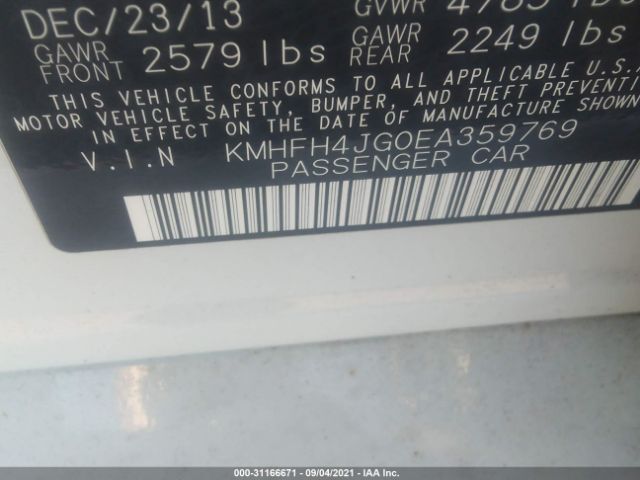 DEC/23/13
GVWR
GAWR FRONT 2579 lbs
GAWR REAR 2249 lbs
THIS VEHICLE CONFORMS TO ALL APPLICABLE U.S.A
MOTOR VEHICLE SAFETY, BUMPER, AND THEFT PREVENTI
IN EFFECT ON THE DATE OF MANUFACTURE SHOWN
V.I.N KMHFH4JG0EA359769
PASSENGER CAR
000-31166671 - 09/04/2021 - IAA Inc.